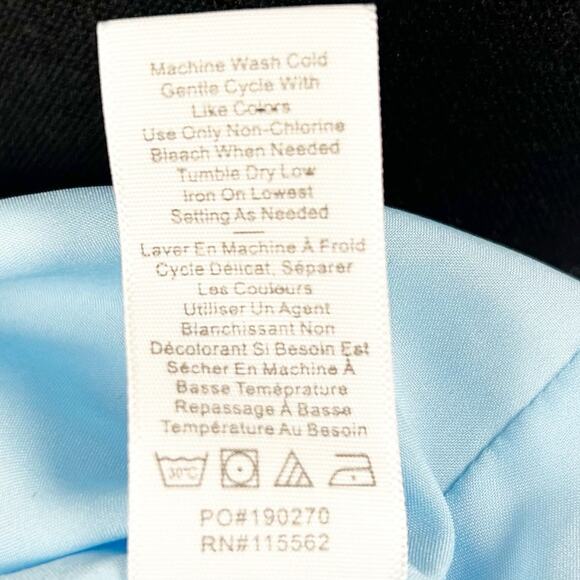 Machine Wash Cold
Gentle Cycle With
Like Colors
Use Only Non-Chlorine
Bleach When Needed
Tumble Dry Low
Iron On Lowest
Setting As Needed
Laver En Machine À Froid
Cycle Délicat, Séparer
Les Couleurs
Utiliser Un Agent
Blanchissant Non
Décolorant Si Besoin Est
Sécher En Machine À
Basse Teméprature
Repassage À Basse
Température Au Besoin
30°C
PO#190270
RN#115562